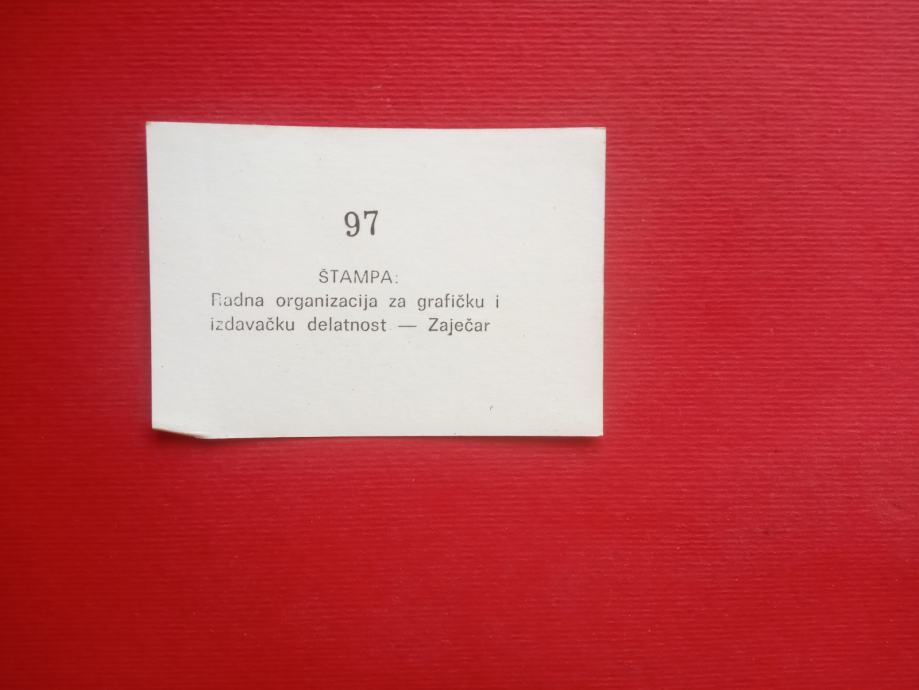 97
ŠTAMPA:
Radna organizacija za grafičku i
izdavačku delatnost — Zaječar